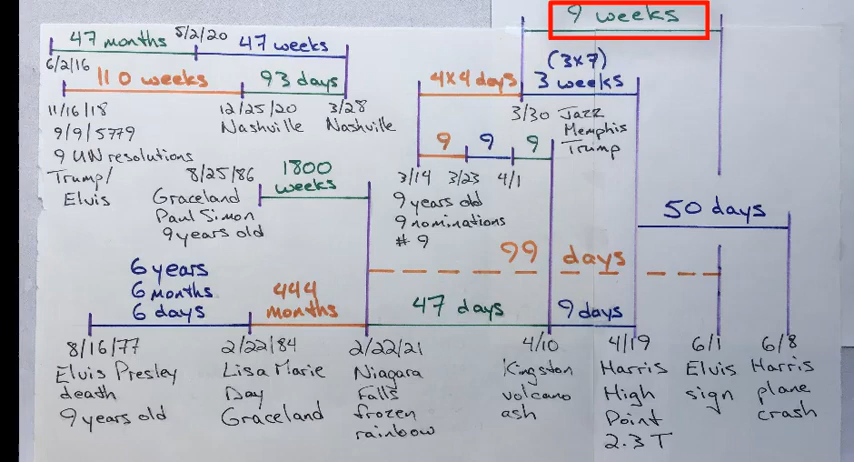 9 weeks
47 months 5/2/20 47 weeks
6/2/16
110 weeks 93 days
11/16/18
9/9/5779
9 UN resolutions
Trump/
Elvis
12/25/20
Nashville
3/28
Nashville
4x4 days
(3x7)
3 weeks
3/30 Jazz
Memphis
Trump
9 9 9
3/14 3/23 4/1
9 years old
9 nominations
#9
8/25/86
Graceland
Paul Simon
9 years old
1800
weeks
50 days
99 days
6 years
6 months
6 days
444
months
47 days
9 days
8/16/77
Elvis Presley
death
9 years old
2/22/84
Lisa Marie
Day
Graceland
2/22/21
Niagara
Falls
frozen
rainbow
4/10
Kingston
volcano
ash
4/19
Harris
High
Point
2.3T
6/1
Elvis
sign
6/8
Harris
plane
crash